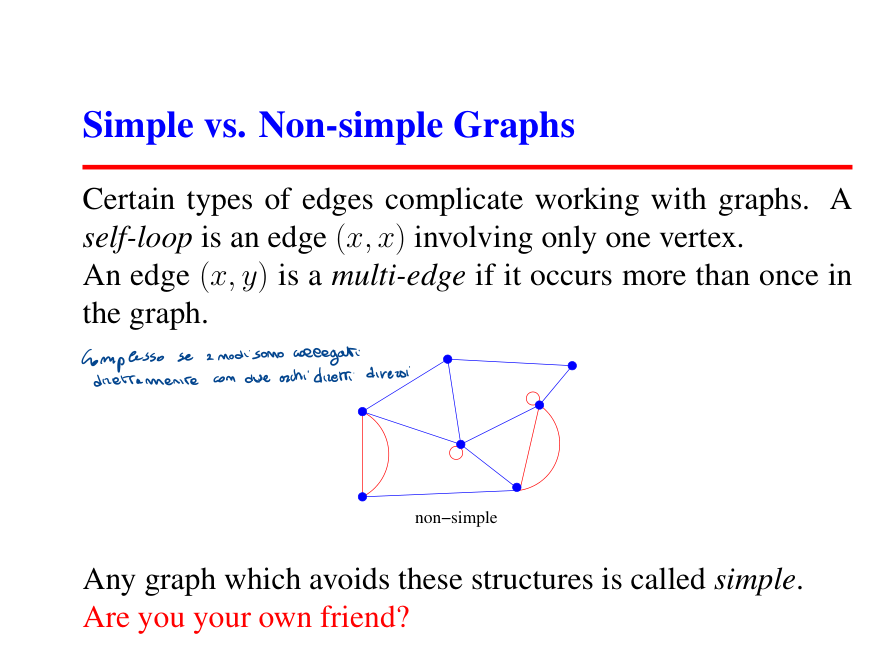 Simple vs. Non-simple Graphs
Certain types of edges complicate working with graphs. A
self-loop is an edge (x, x) involving only one vertex.
An edge (x, y) is a multi-edge if it occurs more than once in
the graph.
Complesso se 2 nodi sono collegati
direttamente con due archi diretti diversi
non−simple
Any graph which avoids these structures is called simple.
Are you your own friend?